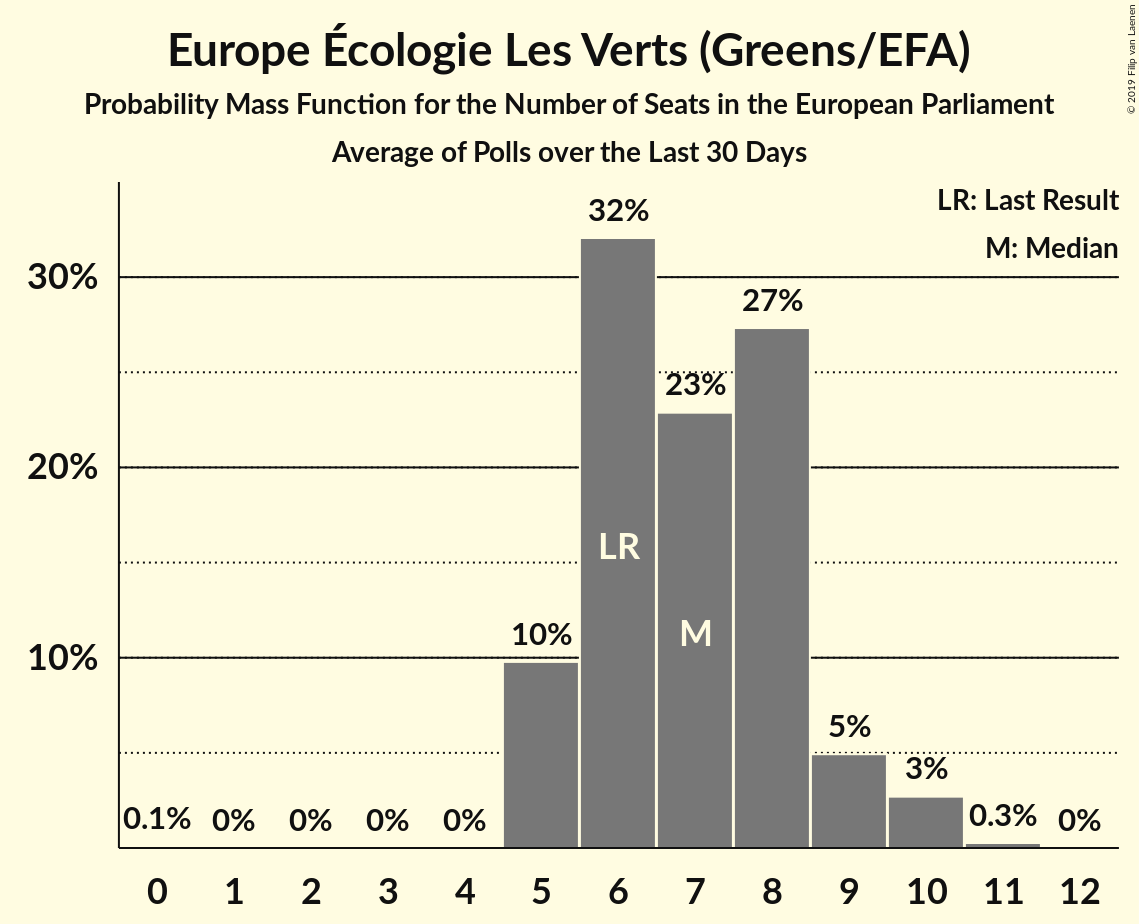 Europe Écologie Les Verts (Greens/EFA)
Probability Mass Function for the Number of Seats in the European Parliament
Average of Polls over the Last 30 Days
© 2019 Filip van Laenen
LR: Last Result
M: Median
30%
20%
10%
0.1%
0%
0%
0%
0%
10%
32%
23%
27%
5%
3%
0.3%
0%
LR
M
0 1 2 3 4 5 6 7 8 9 10 11 12